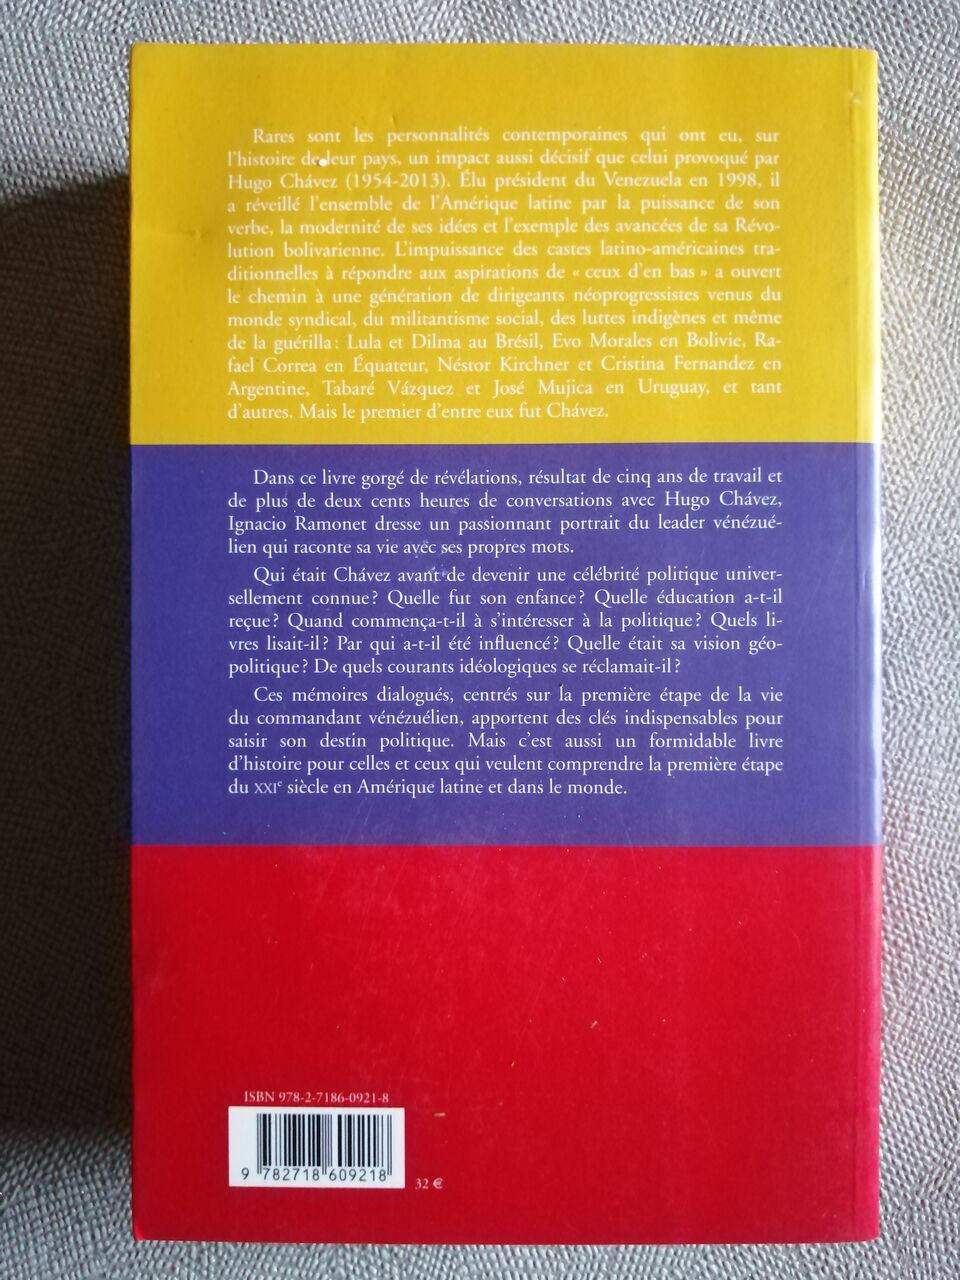 Rares sont les personnalités contemporaines qui ont eu, sur
l'histoire de leur pays, un impact aussi décisif que celui provoqué par
Hugo Chávez (1954-2013). Élu président du Venezuela en 1998, il
a réveillé l'ensemble de l'Amérique latine par la puissance de son
verbe, la modernité de ses idées et l'exemple des avancées de sa Révo-
lution bolivarienne. L'impuissance des castes latino-américaines tra-
ditionnelles à répondre aux aspirations de « ceux d'en bas » a ouvert
le chemin à une génération de dirigeants néoprogressistes venus du
monde syndical, du militantisme social, des luttes indigènes et même
de la guérilla : Lula et Dilma au Brésil, Evo Morales en Bolivie, Ra-
fael Correa en Équateur, Néstor Kirchner et Cristina Fernandez en
Argentine, Tabaré Vázquez et José Mujica en Uruguay, et tant
d'autres. Mais le premier d'entre eux fut Chávez.
Dans ce livre gorgé de révélations, résultat de cinq ans de travail et
de plus de deux cents heures de conversations avec Hugo Chávez,
Ignacio Ramonet dresse un passionnant portrait du leader vénézué-
lien qui raconte sa vie avec ses propres mots.
Qui était Chávez avant de devenir une célébrité politique univer-
sellement connue ? Quelle fut son enfance ? Quelle éducation a-t-il
reçue ? Quand commença-t-il à s'intéresser à la politique ? Quels li-
vres lisait-il ? Par qui a-t-il été influencé ? Quelle était sa vision géo-
politique ? De quels courants idéologiques se réclamait-il ?
Ces mémoires dialogués, centrés sur la première étape de la vie
du commandant vénézuélien, apportent des clés indispensables pour
saisir son destin politique. Mais c'est aussi un formidable livre
d'histoire pour celles et ceux qui veulent comprendre la première étape
du XXIe siècle en Amérique latine et dans le monde.
ISBN 978-2-7186-0921-8
9 782718 609218
32 €